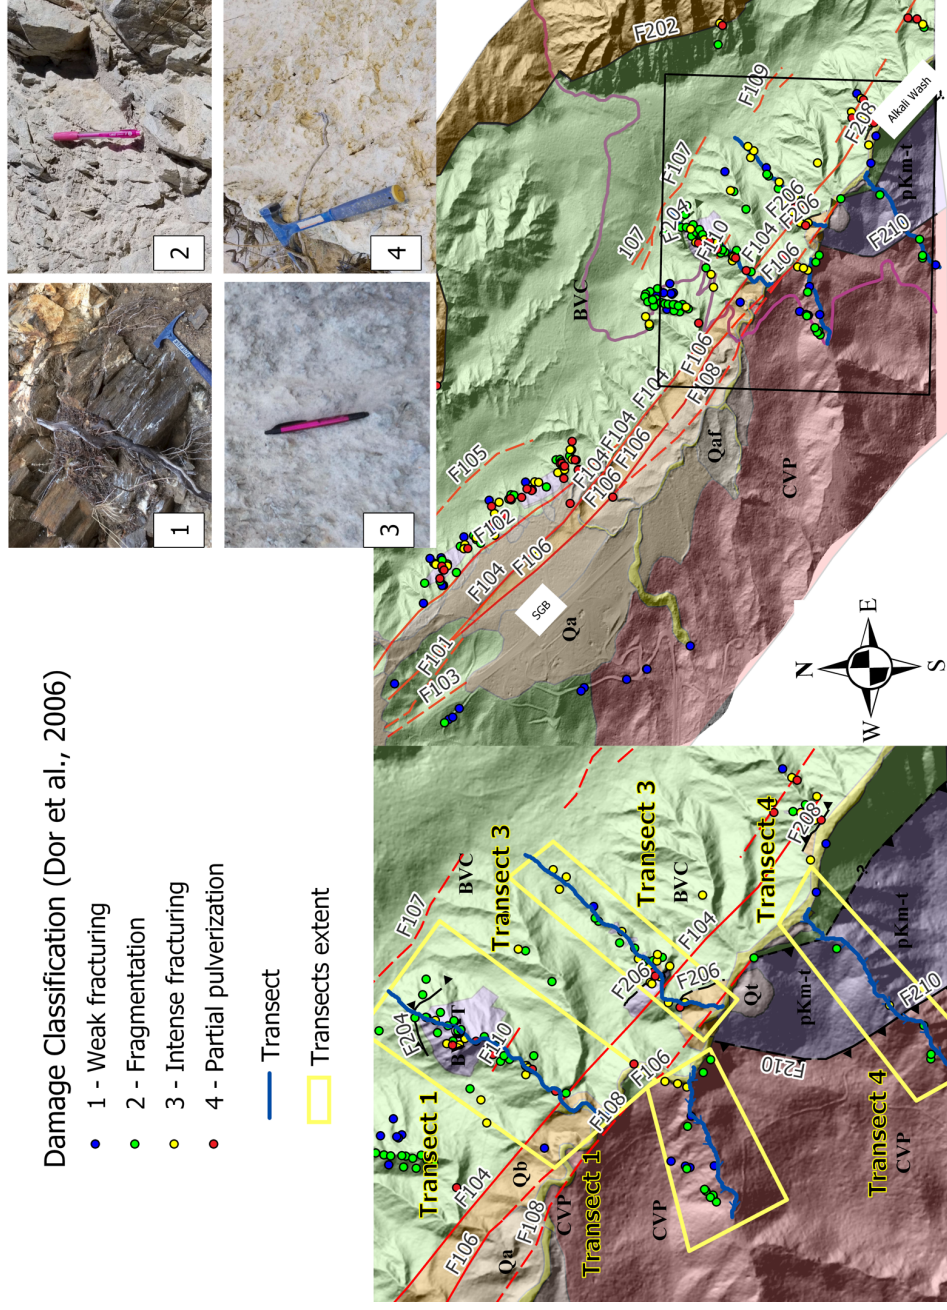 Damage Classification (Dor et al., 2006)
1 - Weak fracturing
2 - Fragmentation
3 - Intense fracturing
4 - Partial pulverization
Transect
Transects extent
1
2
3
4
F107
BVC
F204
F110
Transect 1
Transect 3
Transect 3
BVC
F206
F206
F104
Transect 4
F208
F104
F106
F108
F106
F108
Qa
Qb
CVP
Transect 1
CVP
Qt
pKm-t
pKm-t
?
F210
F210
Transect 4
CVP
F202
F109
F107
107
F204
F110
BVC
F206
F206
F208
Alkali Wash
?
pKm-t
F210
F104
F106
F105
F102
F104
F106
F104
F104
F106
F106
F104
F106
F108
F101
F103
SGB
Qa
Qaf
CVP
N
E
S
W